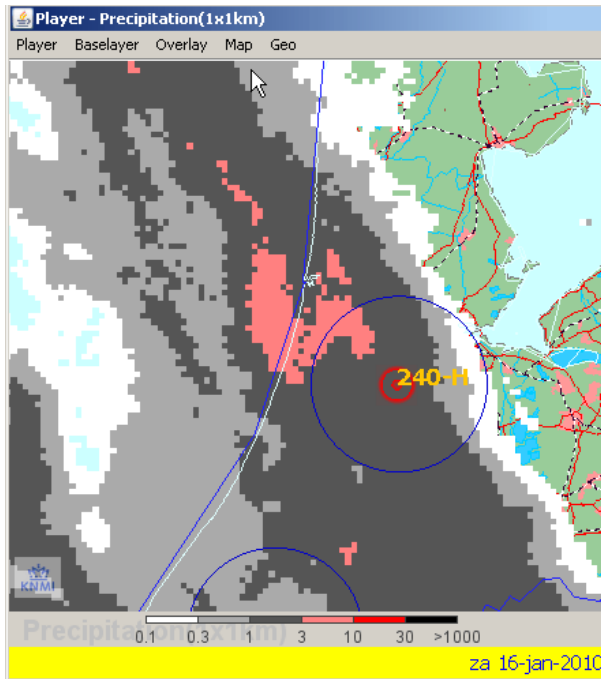 Player - Precipitation(1x1km)
Player Baselayer Overlay Map Geo
240-H
KNMI
Precipitation(1x1km)
0.1 0.3 1 3 10 30 >1000
za 16-jan-2010